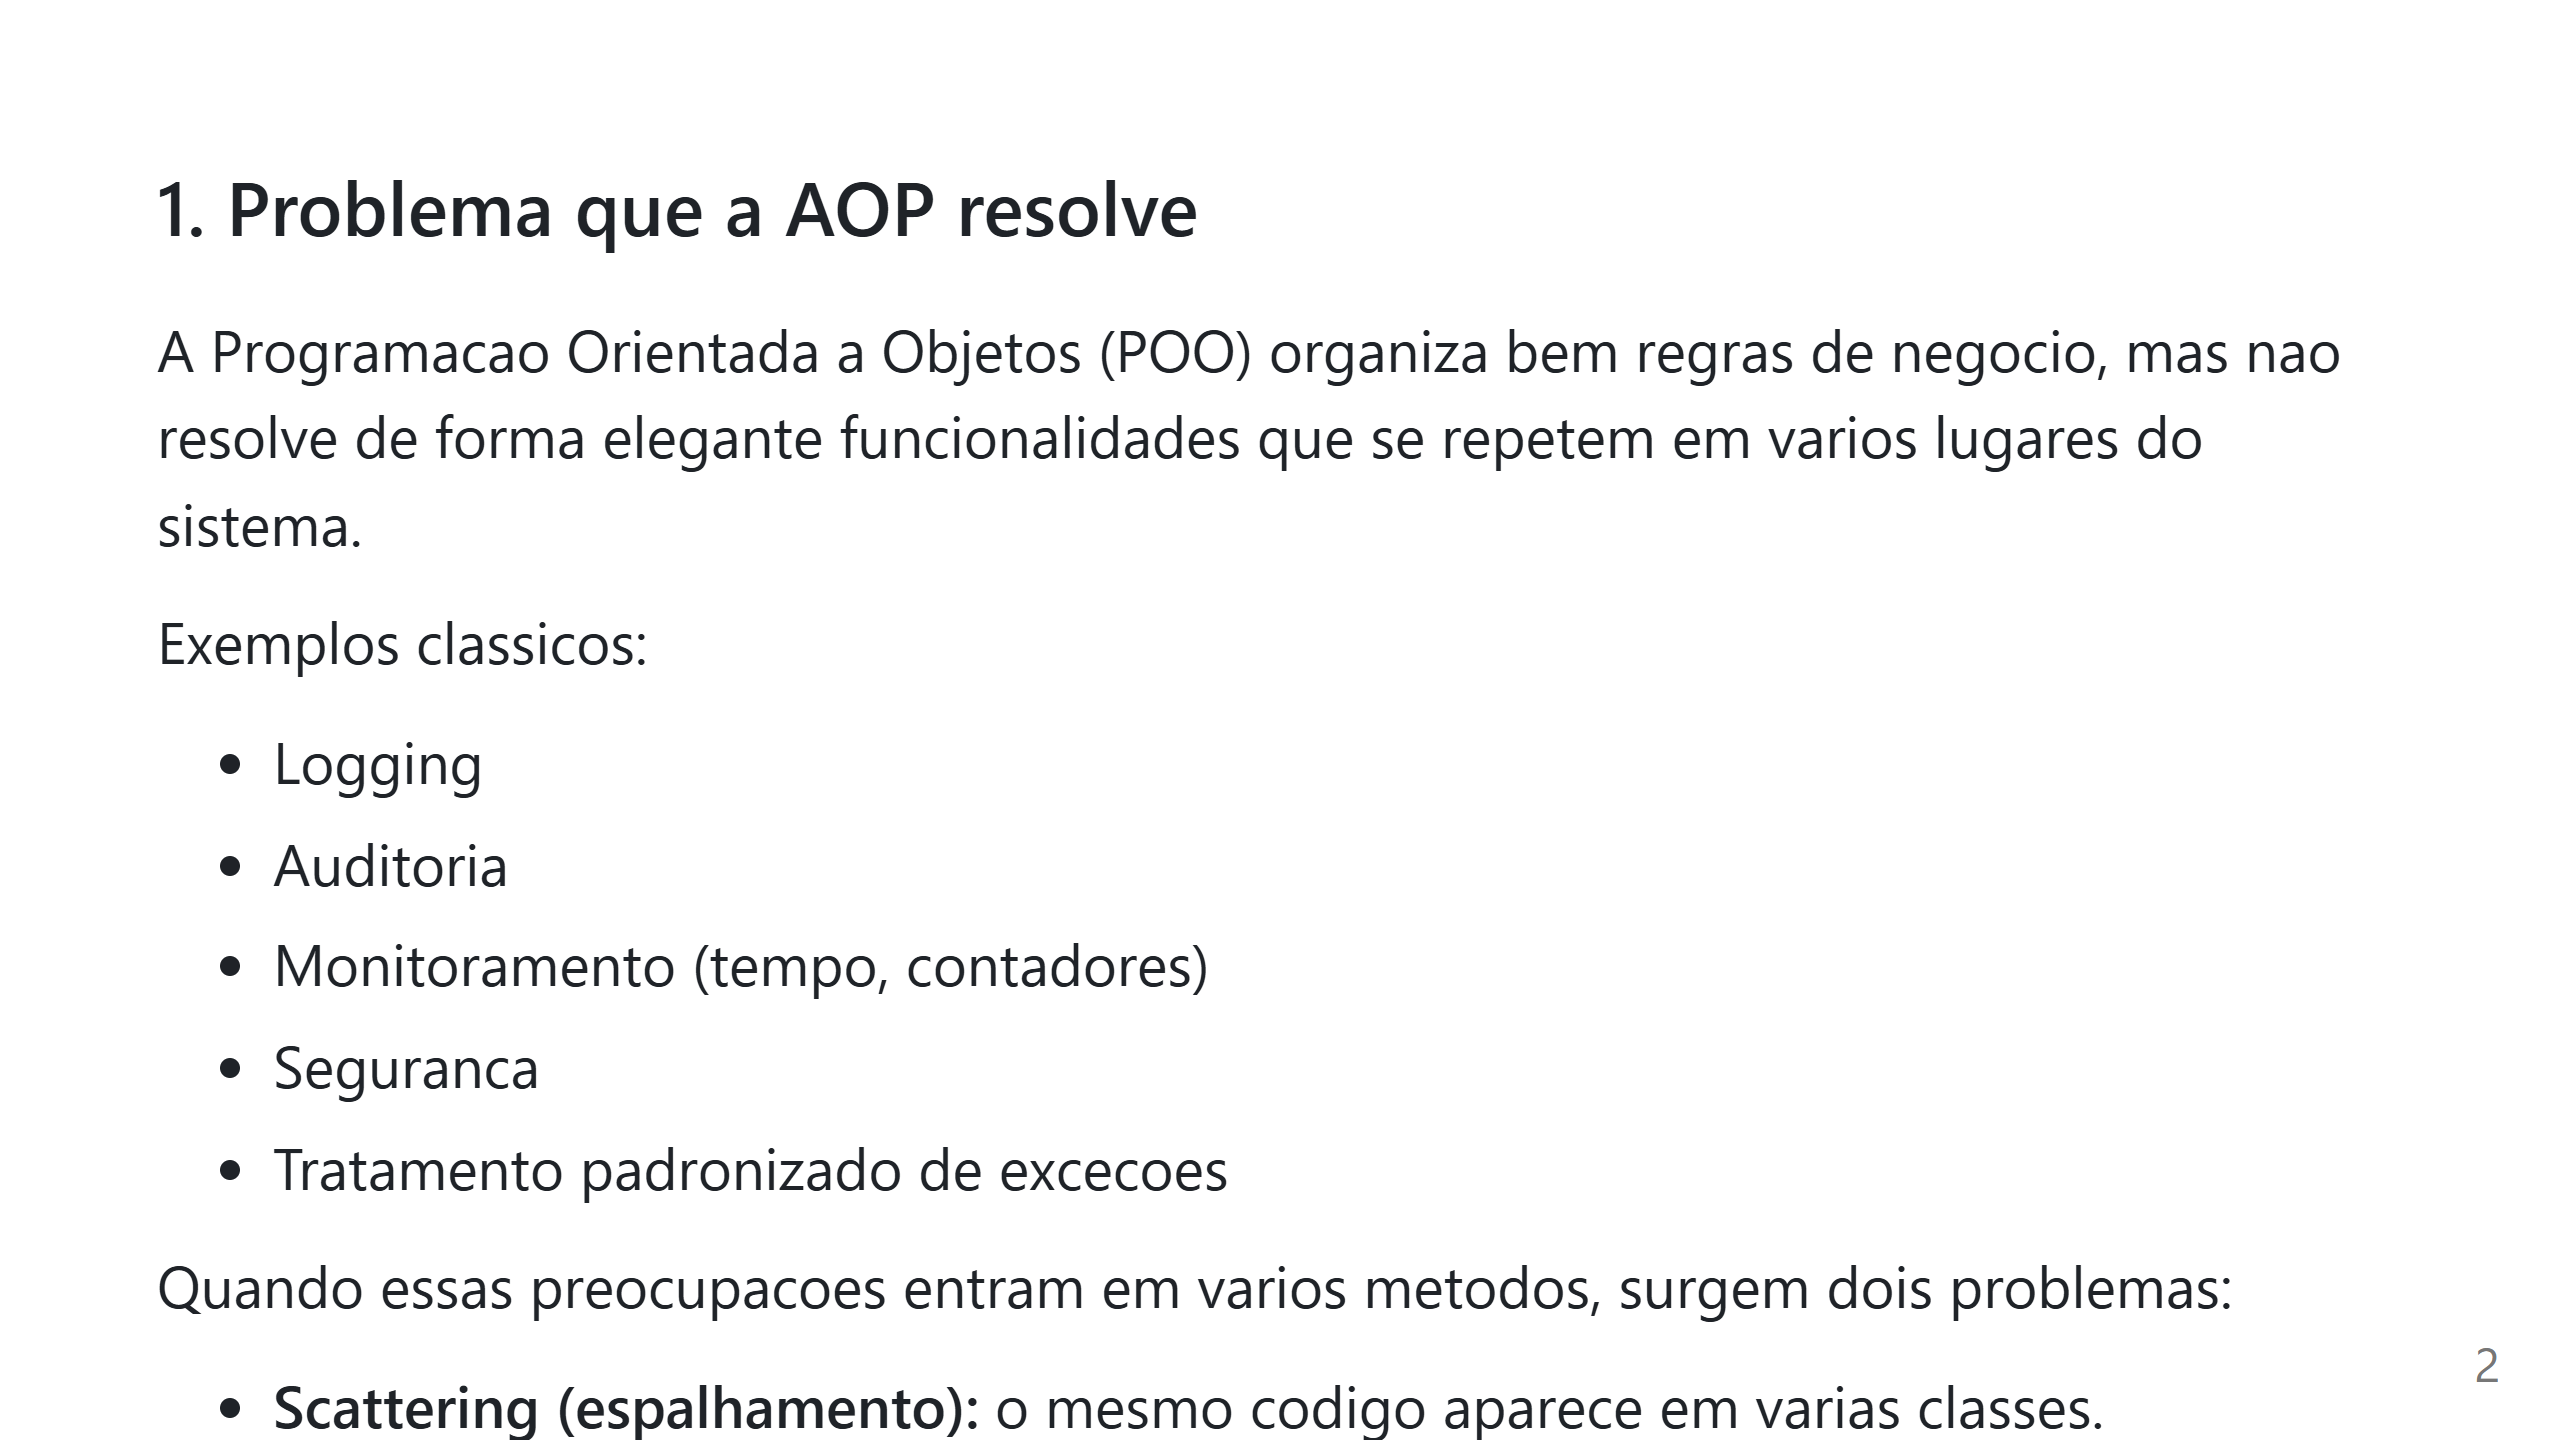 1. Problema que a AOP resolve
A Programacao Orientada a Objetos (POO) organiza bem regras de negocio, mas nao
resolve de forma elegante funcionalidades que se repetem em varios lugares do
sistema.
Exemplos classicos:
• Logging
• Auditoria
• Monitoramento (tempo, contadores)
• Seguranca
• Tratamento padronizado de excecoes
Quando essas preocupacoes entram em varios metodos, surgem dois problemas:
• Scattering (espalhamento): o mesmo codigo aparece em varias classes.
2